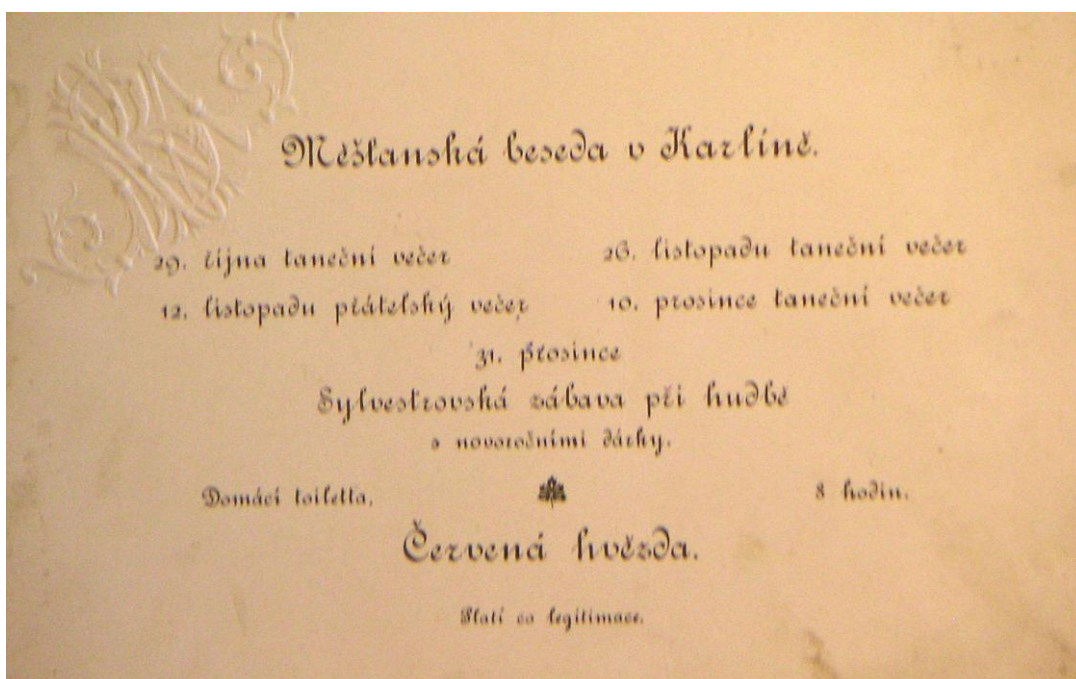 Měšťanská beseda v Karlíně.
29. října taneční večer
26. listopadu taneční večer
12. listopadu přátelský večer
10. prosince taneční večer
31. prosince
Sylvestrovská zábava při hudbě
s novoročními dárky.
Domácí toiletta.
8 hodin.
Červená hvězda.
Platí co legitimace.